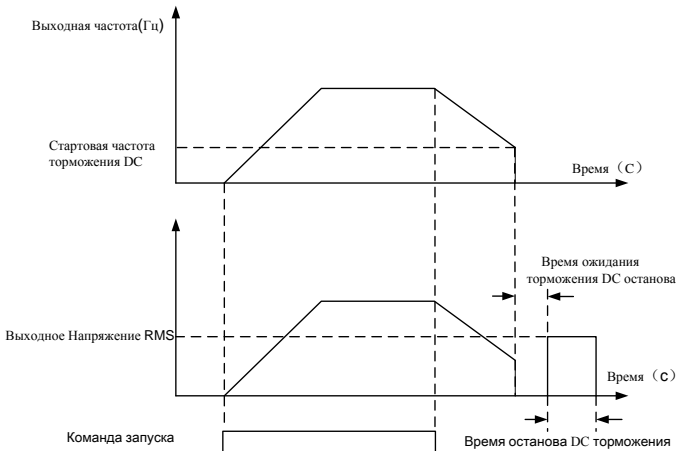 Выходная частота(Гц)
Стартовая частота
торможения DC
Время（С）
Время ожидания
торможения DC останова
Выходное Напряжение RMS
Время（с）
Команда запуска
Время останова DC торможения